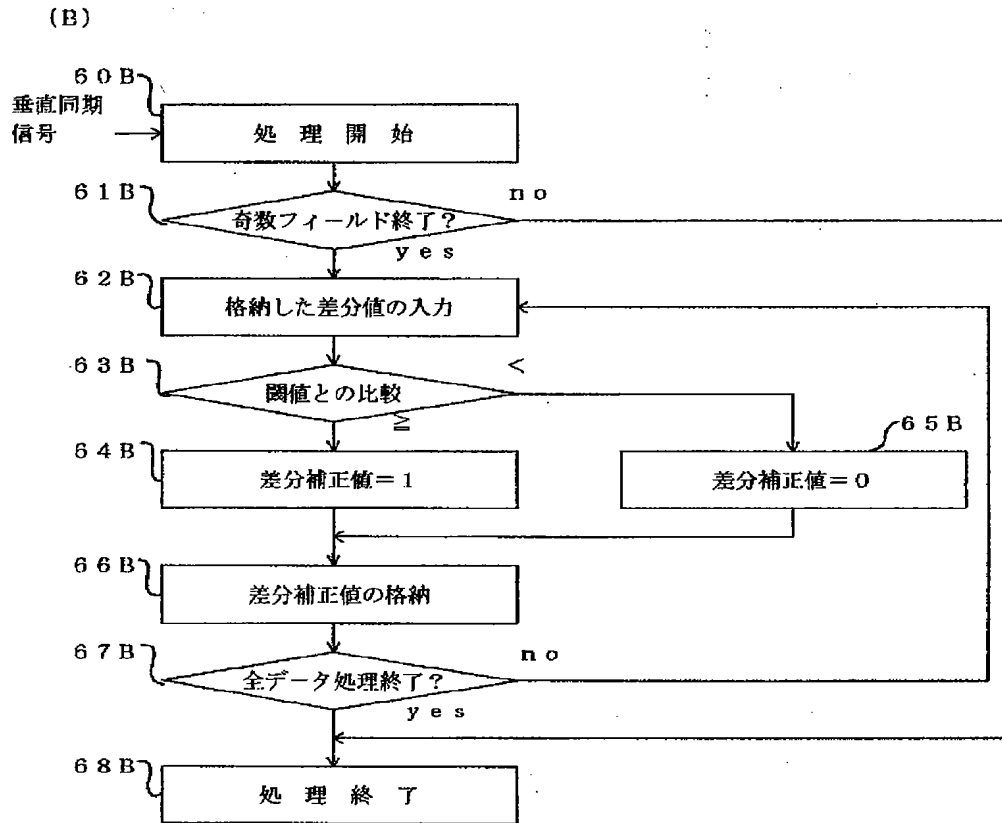 (B)
60B
垂直同期
信号
処理開始
61B
no
奇数フィールド終了?
yes
62B
格納した差分値の入力
63B
<
閾値との比較
≧
64B
65B
差分補正値=1
差分補正値=0
66B
差分補正値の格納
67B
no
全データ処理終了?
yes
68B
処理終了